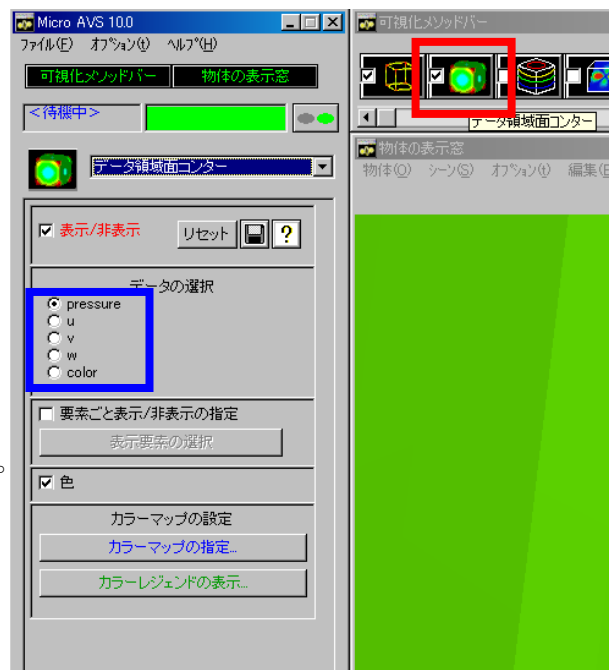 Micro AVS 10.0
ファイル(F) オプション(t) ヘルプ(H)
可視化メソッドバー 物体の表示窓
<待機中>
データ領域面コンター
表示/非表示 リセット ?
データの選択
pressure
u
v
w
color
要素ごと表示/非表示の指定
表示要素の選択
。
色
カラーマップの設定
カラーマップの指定...
カラーレジェンドの表示...
可視化メソッドバー
データ領域面コンター
物体の表示窓
物体(O) シーン(S) オプション(t) 編集(E